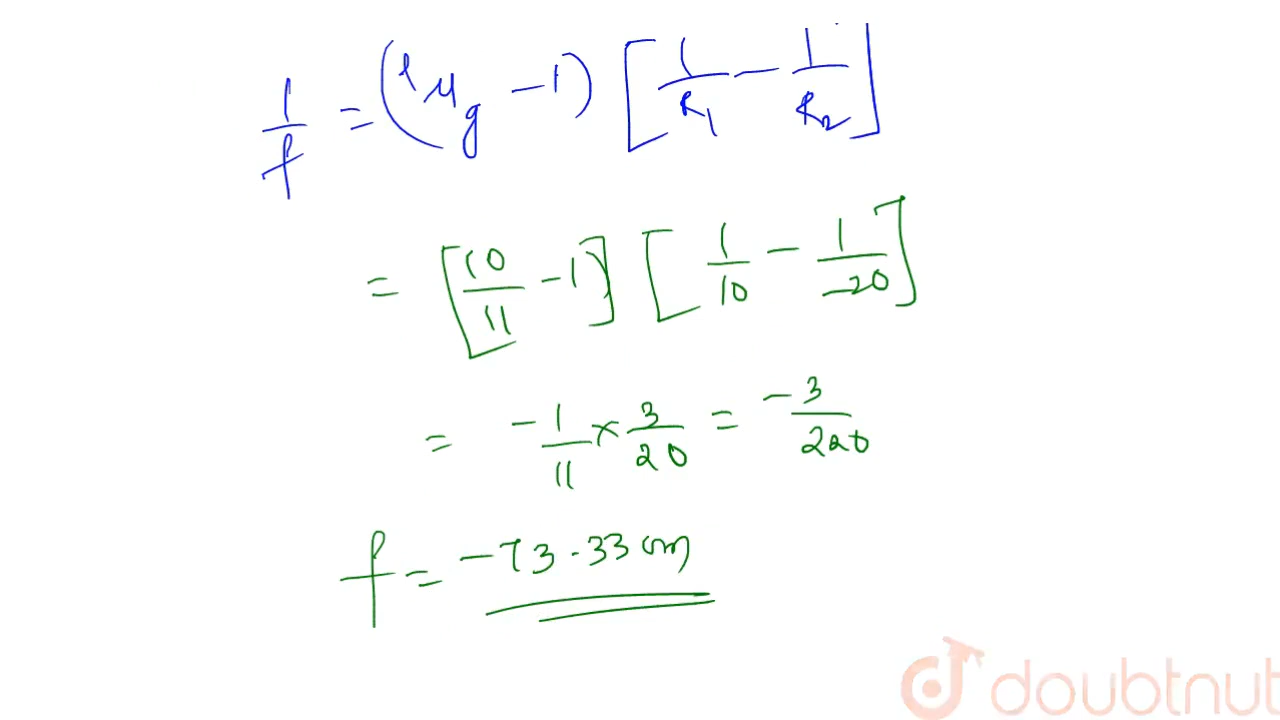 1/f = (¹μg − 1) [1/R₁ − 1/R₂]
= [10/11 − 1] [1/10 − 1/−20]
= −1/11 × 3/20 = −3/220
f = −73.33 cm
doubtnut